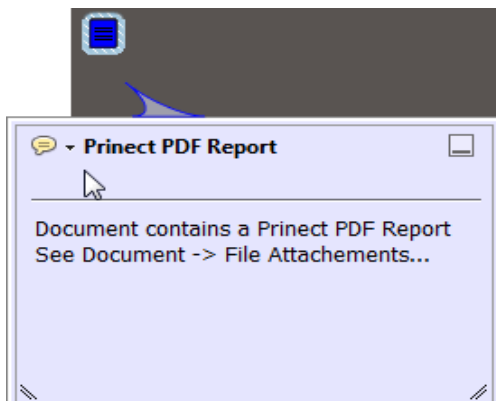 Prinect PDF Report
Document contains a Prinect PDF Report
See Document -> File Attachements...